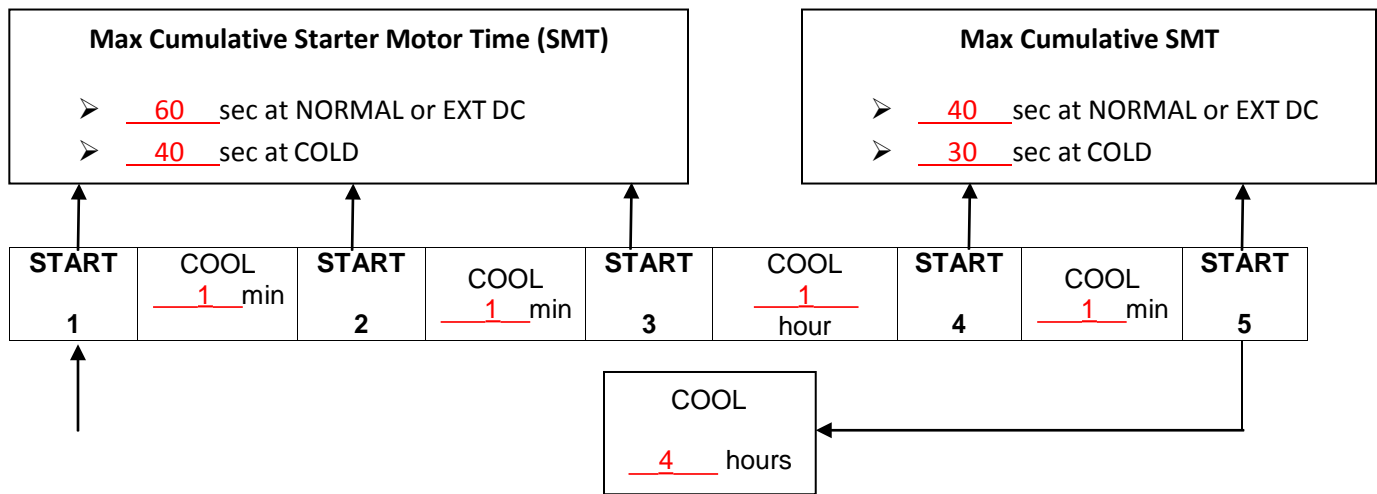 Max Cumulative Starter Motor Time (SMT)
➢ 60 sec at NORMAL or EXT DC
➢ 40 sec at COLD
Max Cumulative SMT
➢ 40 sec at NORMAL or EXT DC
➢ 30 sec at COLD
START
1
COOL
1 min
START
2
COOL
1 min
START
3
COOL
1
hour
START
4
COOL
1 min
START
5
COOL
4 hours